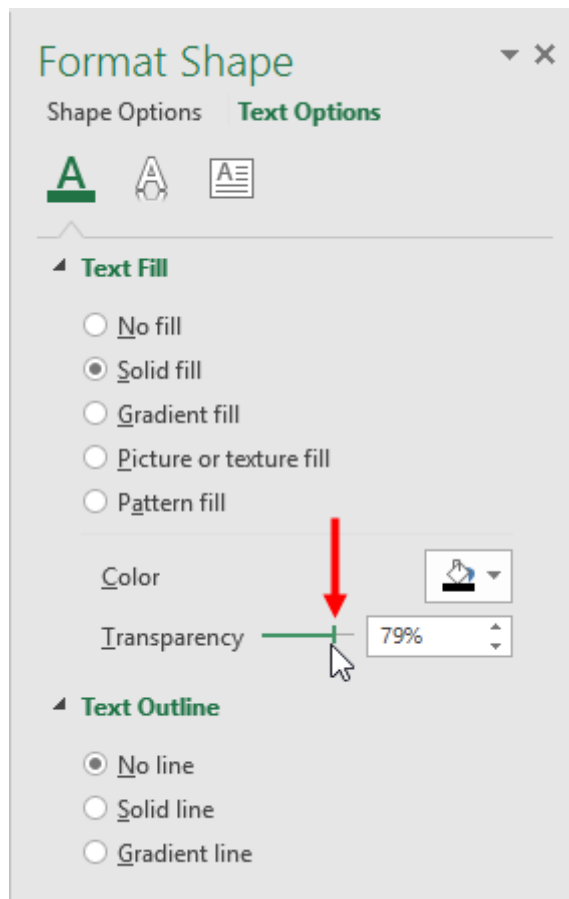 Format Shape
Shape Options Text Options
Text Fill
No fill
Solid fill
Gradient fill
Picture or texture fill
Pattern fill
Color
Transparency 79%
Text Outline
No line
Solid line
Gradient line